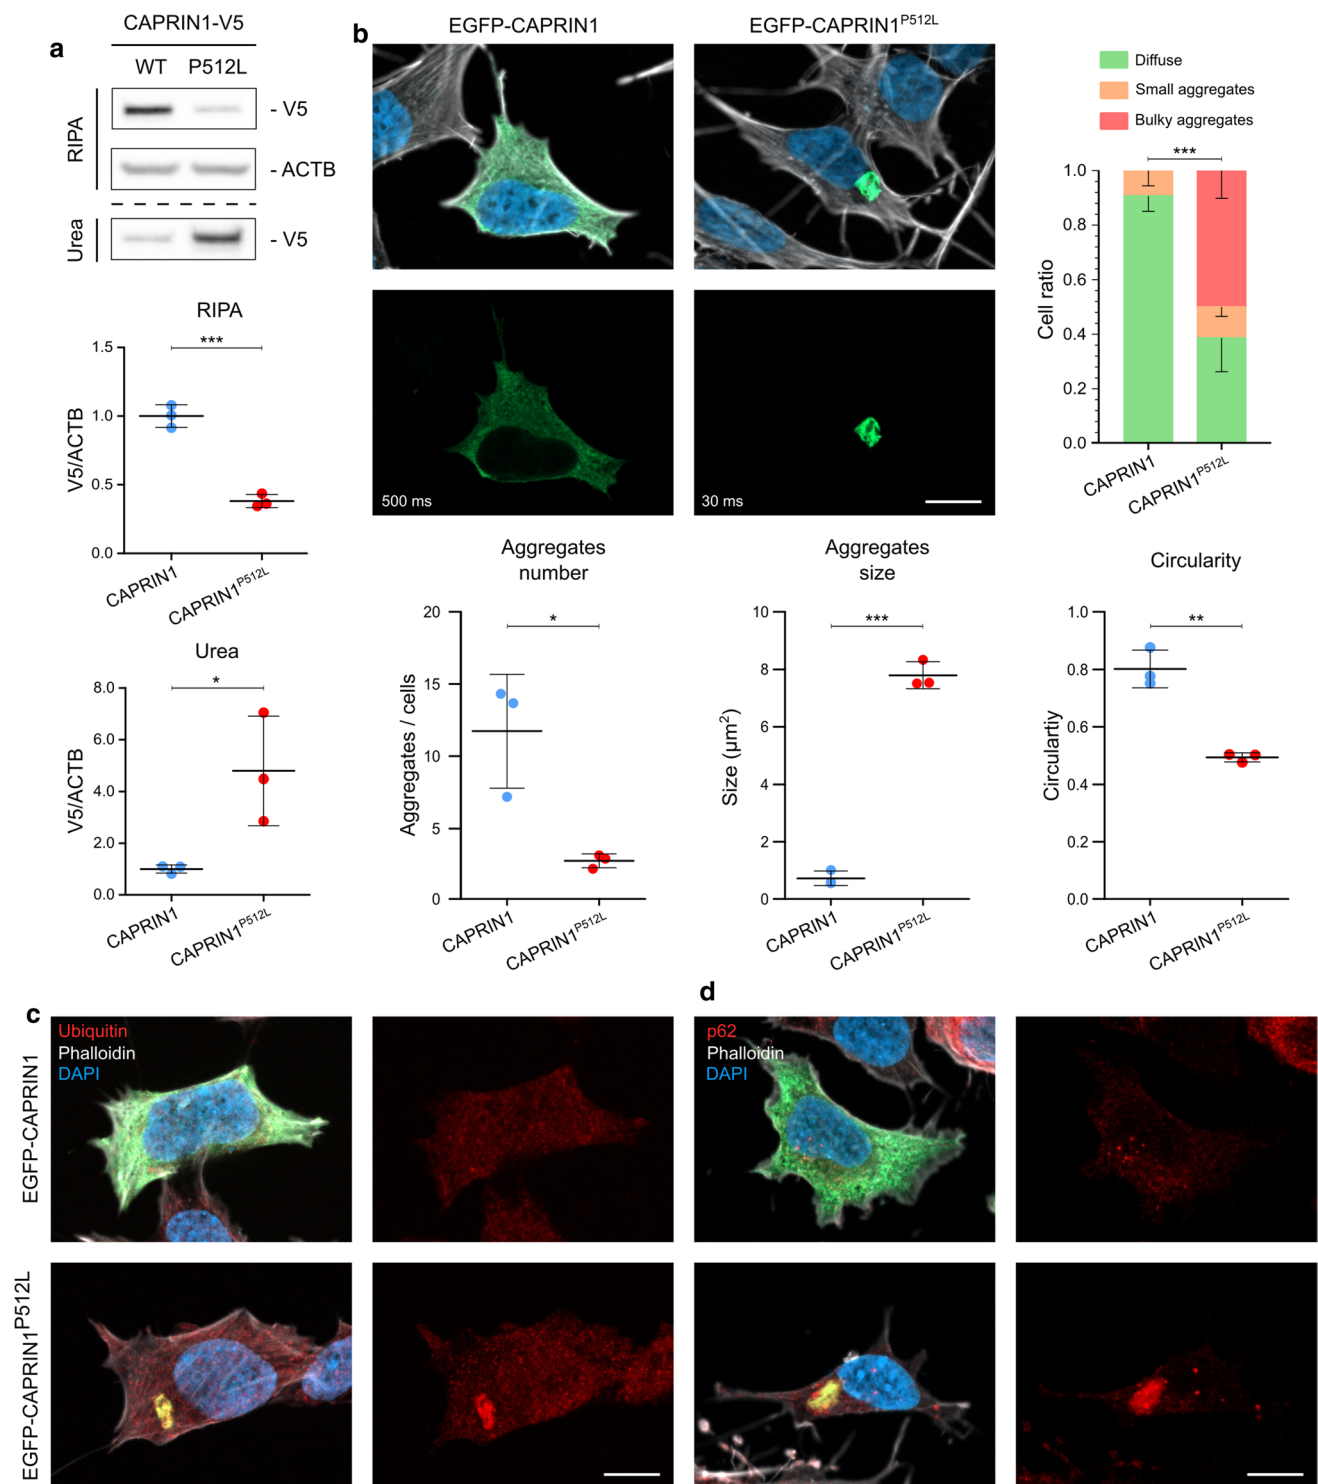 a
CAPRIN1-V5
WT P512L
RIPA
- V5
- ACTB
Urea
- V5
RIPA
***
V5/ACTB
1.5
1.0
0.5
0.0
CAPRIN1
CAPRIN1P512L
Urea
*
V5/ACTB
8.0
6.0
4.0
2.0
0.0
CAPRIN1
CAPRIN1P512L
b
EGFP-CAPRIN1
EGFP-CAPRIN1P512L
500 ms
30 ms
Diffuse
Small aggregates
Bulky aggregates
***
Cell ratio
1.0
0.8
0.6
0.4
0.2
0.0
CAPRIN1
CAPRIN1P512L
Aggregates
number
*
Aggregates / cells
20
15
10
5
0
CAPRIN1
CAPRIN1P512L
Aggregates
size
***
Size (µm2)
10
8
6
4
2
0
CAPRIN1
CAPRIN1P512L
Circularity
**
Circulartiy
1.0
0.8
0.6
0.4
0.2
0.0
CAPRIN1
CAPRIN1P512L
c
EGFP-CAPRIN1
Ubiquitin
Phalloidin
DAPI
EGFP-CAPRIN1P512L
d
p62
Phalloidin
DAPI